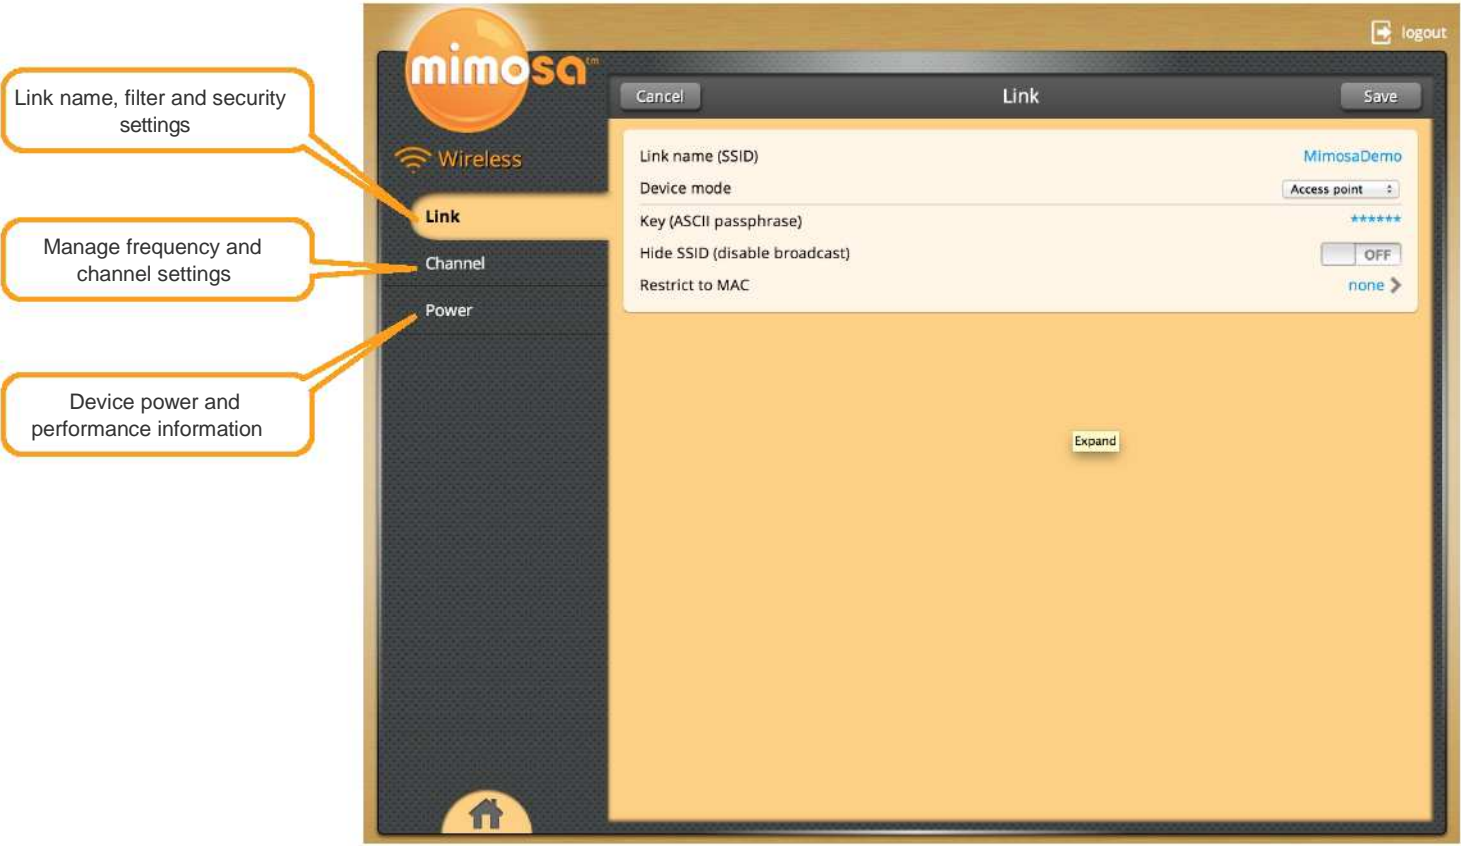 Link name, filter and security
settings
Manage frequency and
channel settings
Device power and
performance information
mimosa™
logout
Cancel
Link
Save
Wireless
Link
Channel
Power
Link name (SSID)
MimosaDemo
Device mode
Access point
Key (ASCII passphrase)
******
Hide SSID (disable broadcast)
OFF
Restrict to MAC
none
Expand